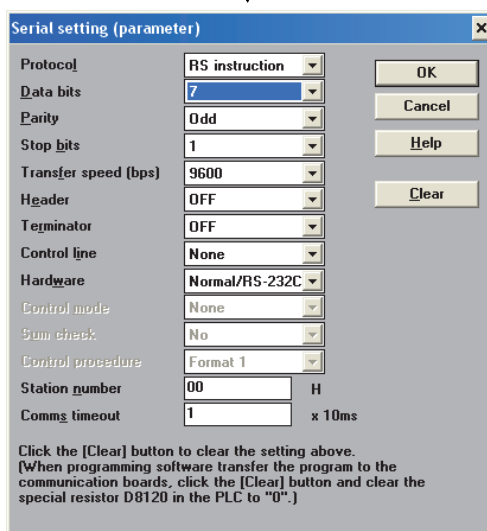 Serial setting (parameter)
Protocol RS instruction
OK
Data bits 7
Cancel
Parity Odd
Stop bits 1
Help
Transfer speed (bps) 9600
Header OFF
Clear
Terminator OFF
Control line None
Hardware Normal/RS-232C
Control mode None
Sum check No
Control procedure Format 1
Station number 00 H
Comms timeout 1 x 10ms
Click the [Clear] button to clear the setting above.
(When programming software transfer the program to the
communication boards, click the [Clear] button and clear the
special resistor D8120 in the PLC to "0".)